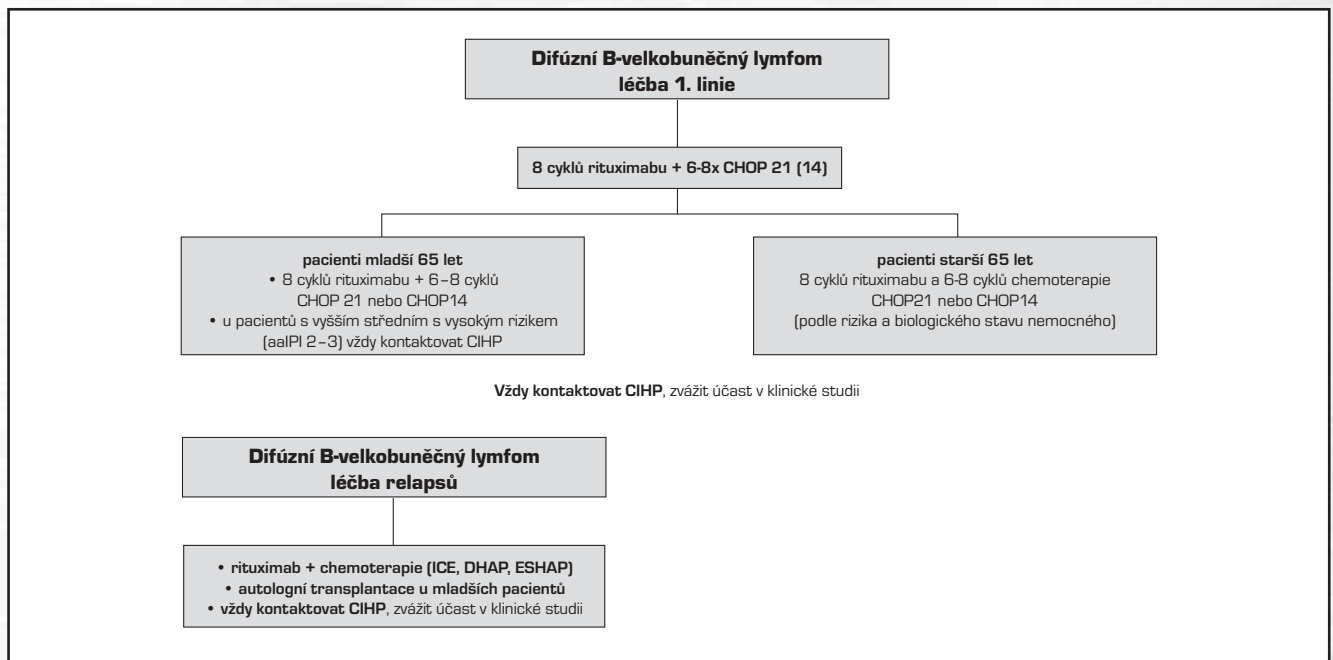 Difúzní B-velkobuněčný lymfom
léčba 1. linie
8 cyklů rituximabu + 6-8x CHOP 21 (14)
pacienti mladší 65 let
• 8 cyklů rituximabu + 6–8 cyklů
CHOP 21 nebo CHOP14
• u pacientů s vyšším středním s vysokým rizikem
(aaIPI 2–3) vždy kontaktovat CIHP
pacienti starší 65 let
8 cyklů rituximabu a 6-8 cyklů chemoterapie
CHOP21 nebo CHOP14
(podle rizika a biologického stavu nemocného)
Vždy kontaktovat CIHP, zvážit účast v klinické studii
Difúzní B-velkobuněčný lymfom
léčba relapsů
• rituximab + chemoterapie (ICE, DHAP, ESHAP)
• autologní transplantace u mladších pacientů
• vždy kontaktovat CIHP, zvážit účast v klinické studii